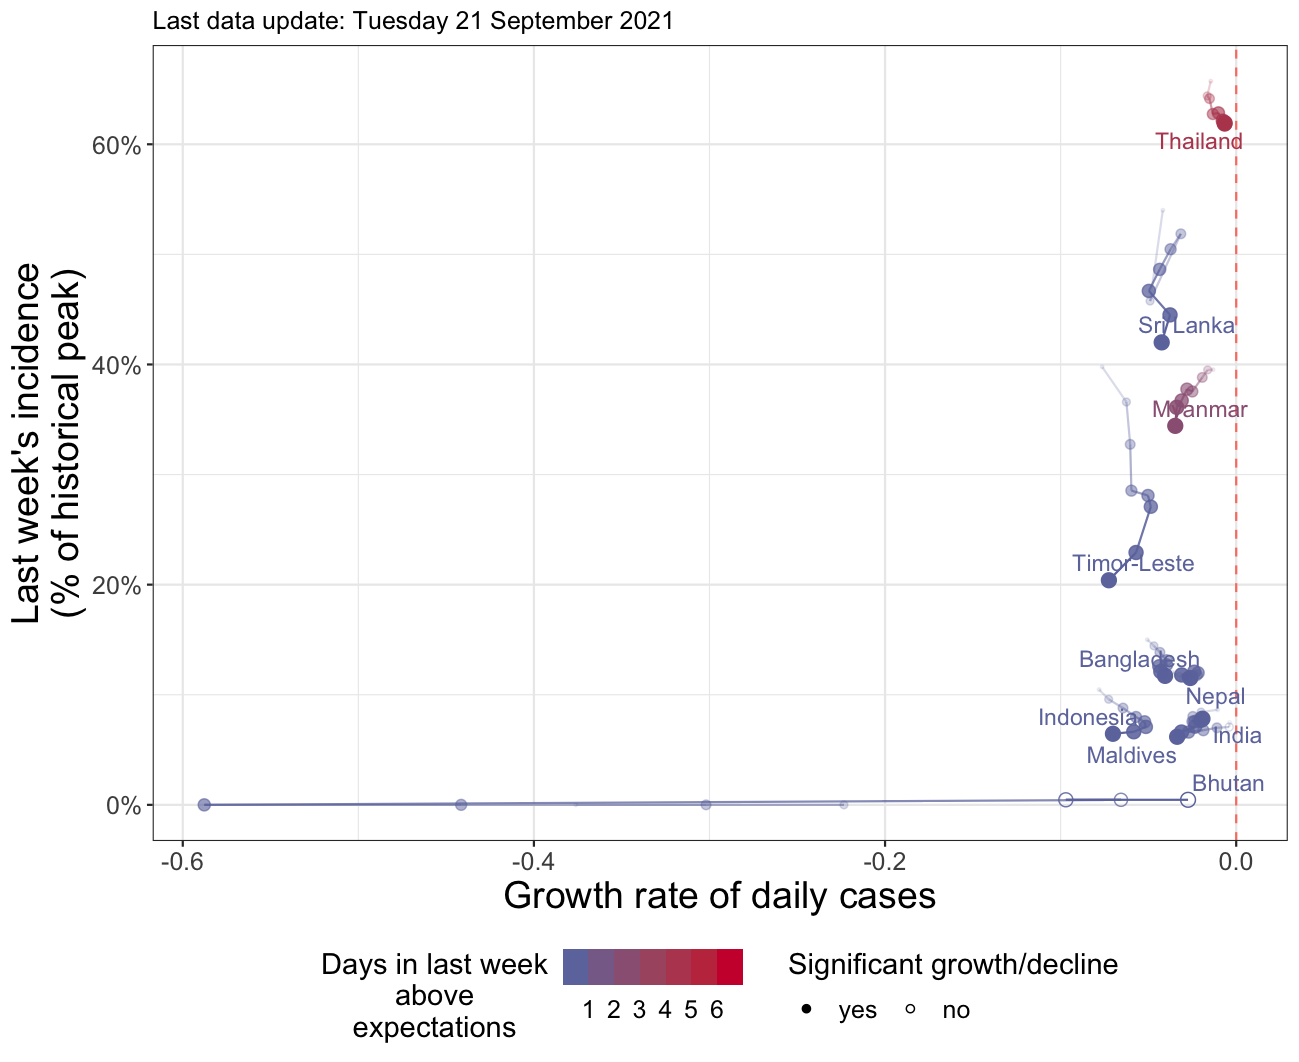 Last data update: Tuesday 21 September 2021
Last week's incidence
(% of historical peak)
60%
40%
20%
0%
Thailand
Sri Lanka
Myanmar
Timor-Leste
Bangladesh
Nepal
Indonesia
India
Maldives
Bhutan
-0.6
-0.4
-0.2
0.0
Growth rate of daily cases
Days in last week
above
expectations
1 2 3 4 5 6
Significant growth/decline
yes
no